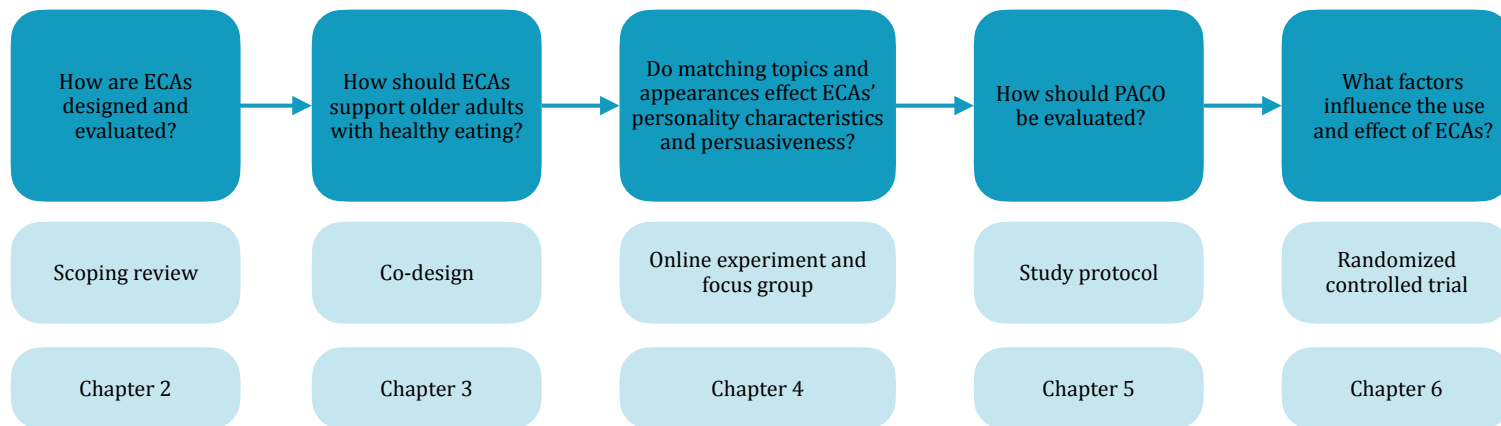 How are ECAs
designed and
evaluated?
How should ECAs
support older adults
with healthy eating?
Do matching topics and
appearances effect ECAs’
personality characteristics
and persuasiveness?
How should PACO
be evaluated?
What factors
influence the use
and effect of ECAs?
Scoping review
Co-design
Online experiment and
focus group
Study protocol
Randomized
controlled trial
Chapter 2
Chapter 3
Chapter 4
Chapter 5
Chapter 6